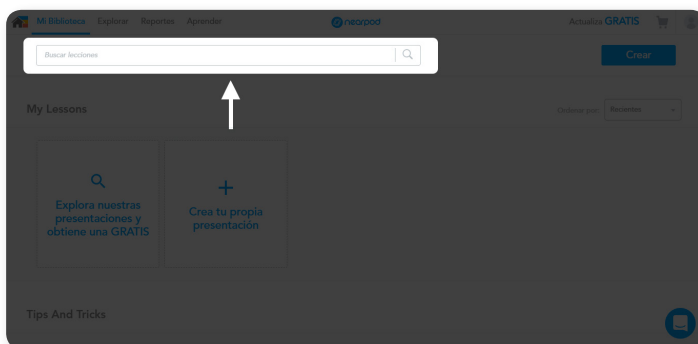 Mi Biblioteca Explorar Reportes Aprender nearpod Actualiza GRATIS
Buscar lecciones
Crear
My Lessons
Ordenar por: Recientes
Explora nuestras
presentaciones y
obtiene una GRATIS
Crea tu propia
presentación
Tips And Tricks